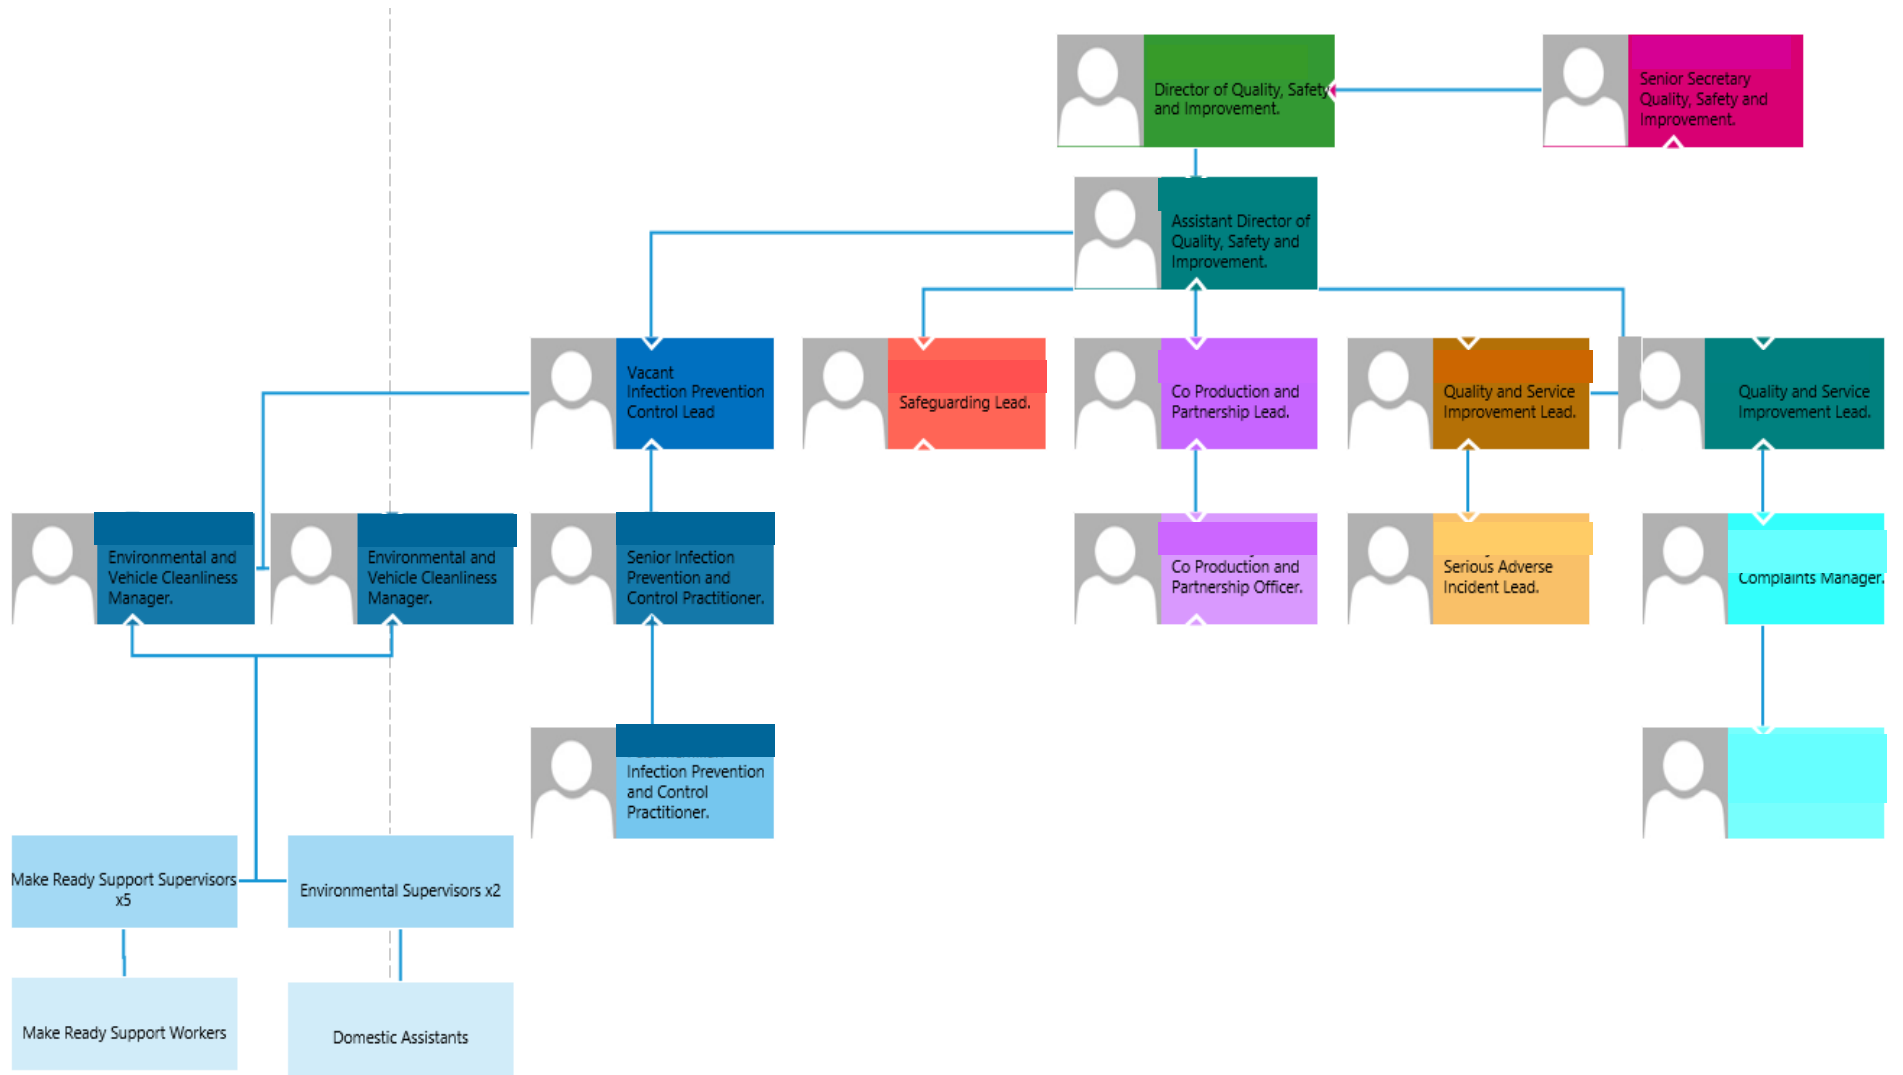 Director of Quality, Safety
and Improvement.
Senior Secretary
Quality, Safety and
Improvement.
Assistant Director of
Quality, Safety and
Improvement.
Vacant
Infection Prevention
Control Lead
Safeguarding Lead.
Co Production and
Partnership Lead.
Quality and Service
Improvement Lead.
Quality and Service
Improvement Lead.
Environmental and
Vehicle Cleanliness
Manager.
Environmental and
Vehicle Cleanliness
Manager.
Senior Infection
Prevention and
Control Practitioner.
Co Production and
Partnership Officer.
Serious Adverse
Incident Lead.
Complaints Manager.
Infection Prevention
and Control
Practitioner.
Make Ready Support Supervisors
x5
Environmental Supervisors x2
Make Ready Support Workers
Domestic Assistants